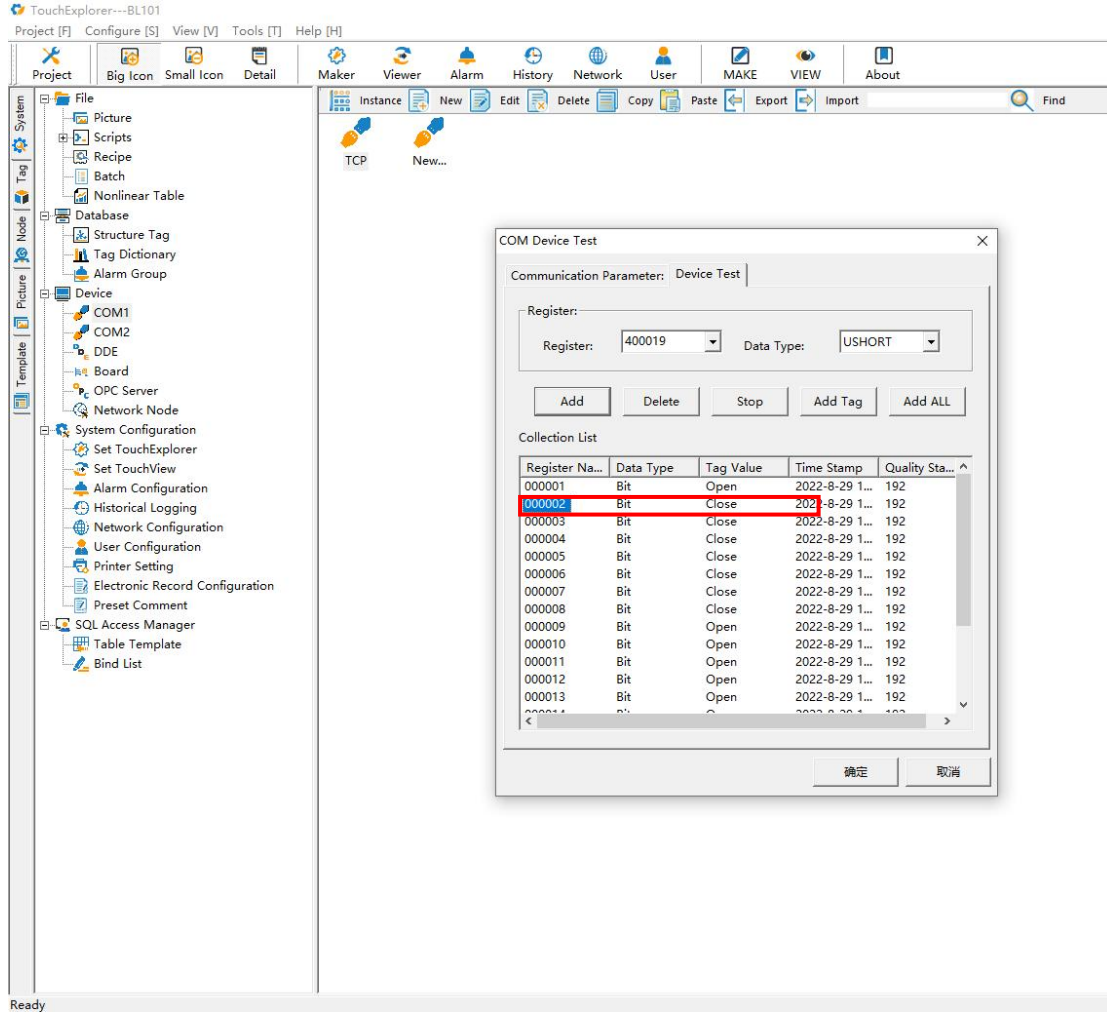 TouchExplorer---BL101
Project [F] Configure [S] View [V] Tools [T] Help [H]
Project Big Icon Small Icon Detail Maker Viewer Alarm History Network User MAKE VIEW About
Instance New Edit Delete Copy Paste Export Import Find
System
Tag
Node
Picture
Template
File
Picture
Scripts
Recipe
Batch
Nonlinear Table
Database
Structure Tag
Tag Dictionary
Alarm Group
Device
COM1
COM2
DDE
Board
OPC Server
Network Node
System Configuration
Set TouchExplorer
Set TouchView
Alarm Configuration
Historical Logging
Network Configuration
User Configuration
Printer Setting
Electronic Record Configuration
Preset Comment
SQL Access Manager
Table Template
Bind List
TCP New...
COM Device Test
Communication Parameter: Device Test
Register:
Register: 400019 Data Type: USHORT
Add Delete Stop Add Tag Add ALL
Collection List
Register Na... Data Type Tag Value Time Stamp Quality Sta...
000001 Bit Open 2022-8-29 1... 192
000002 Bit Close 2022-8-29 1... 192
000003 Bit Close 2022-8-29 1... 192
000004 Bit Close 2022-8-29 1... 192
000005 Bit Close 2022-8-29 1... 192
000006 Bit Close 2022-8-29 1... 192
000007 Bit Close 2022-8-29 1... 192
000008 Bit Close 2022-8-29 1... 192
000009 Bit Open 2022-8-29 1... 192
000010 Bit Open 2022-8-29 1... 192
000011 Bit Open 2022-8-29 1... 192
000012 Bit Open 2022-8-29 1... 192
000013 Bit Open 2022-8-29 1... 192
确定 取消
Ready